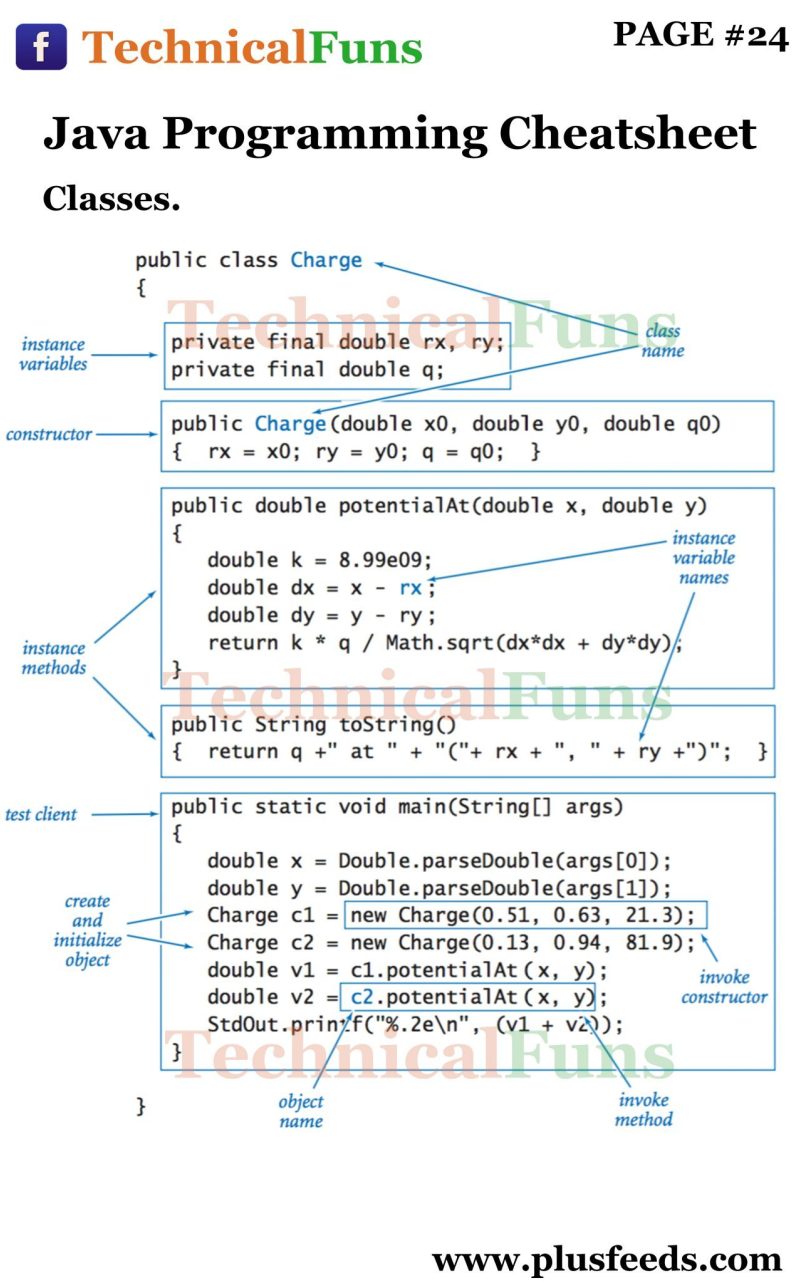 f TechnicalFuns
PAGE #24
Java Programming Cheatsheet
Classes.
public class Charge
{
TechnicalFuns
class
name
instance
variables
private final double rx, ry;
private final double q;
constructor
public Charge(double x0, double y0, double q0)
{ rx = x0; ry = y0; q = q0; }
public double potentialAt(double x, double y)
{
instance
variable
names
double k = 8.99e09;
double dx = x - rx;
double dy = y - ry;
return k * q / Math.sqrt(dx*dx + dy*dy);
}
instance
methods
TechnicalFuns
public String toString()
{ return q +" at " + "("+ rx + ", " + ry +")"; }
test client
public static void main(String[] args)
{
double x = Double.parseDouble(args[0]);
double y = Double.parseDouble(args[1]);
create
and
initialize
object
Charge c1 = new Charge(0.51, 0.63, 21.3);
Charge c2 = new Charge(0.13, 0.94, 81.9);
double v1 = c1.potentialAt(x, y);
double v2 = c2.potentialAt(x, y);
StdOut.printf("%.2e\n", (v1 + v2));
}
invoke
constructor
TechnicalFuns
}
object
name
invoke
method
www.plusfeeds.com